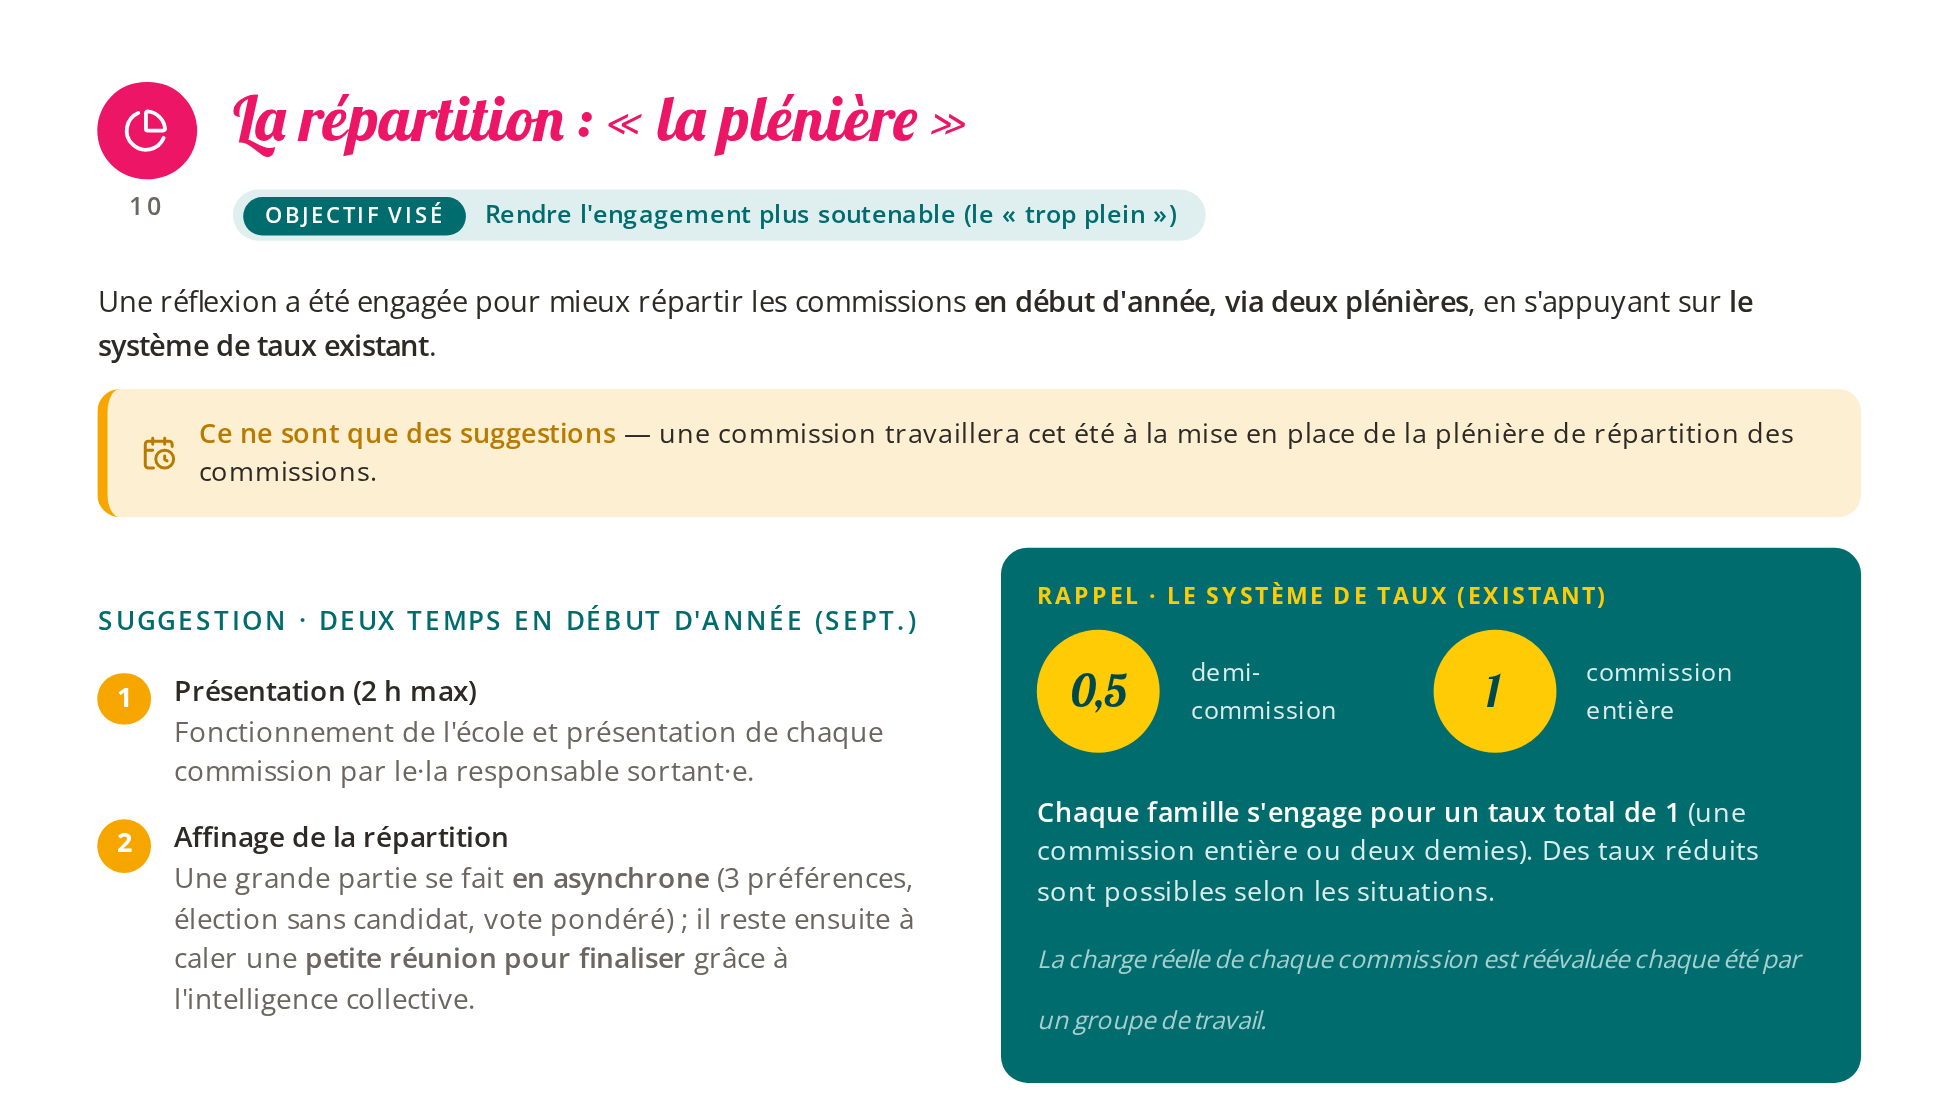 La répartition : « la plénière »
10
OBJECTIF VISÉ Rendre l'engagement plus soutenable (le « trop plein »)
Une réflexion a été engagée pour mieux répartir les commissions en début d'année, via deux plénières, en s'appuyant sur le
système de taux existant.
Ce ne sont que des suggestions — une commission travaillera cet été à la mise en place de la plénière de répartition des
commissions.
SUGGESTION · DEUX TEMPS EN DÉBUT D'ANNÉE (SEPT.)
1 Présentation (2 h max)
Fonctionnement de l'école et présentation de chaque
commission par le·la responsable sortant·e.
2 Affinage de la répartition
Une grande partie se fait en asynchrone (3 préférences,
élection sans candidat, vote pondéré) ; il reste ensuite à
caler une petite réunion pour finaliser grâce à
l'intelligence collective.
RAPPEL · LE SYSTÈME DE TAUX (EXISTANT)
0,5
demi-
commission
1
commission
entière
Chaque famille s'engage pour un taux total de 1 (une
commission entière ou deux demies). Des taux réduits
sont possibles selon les situations.
La charge réelle de chaque commission est réévaluée chaque été par
un groupe de travail.